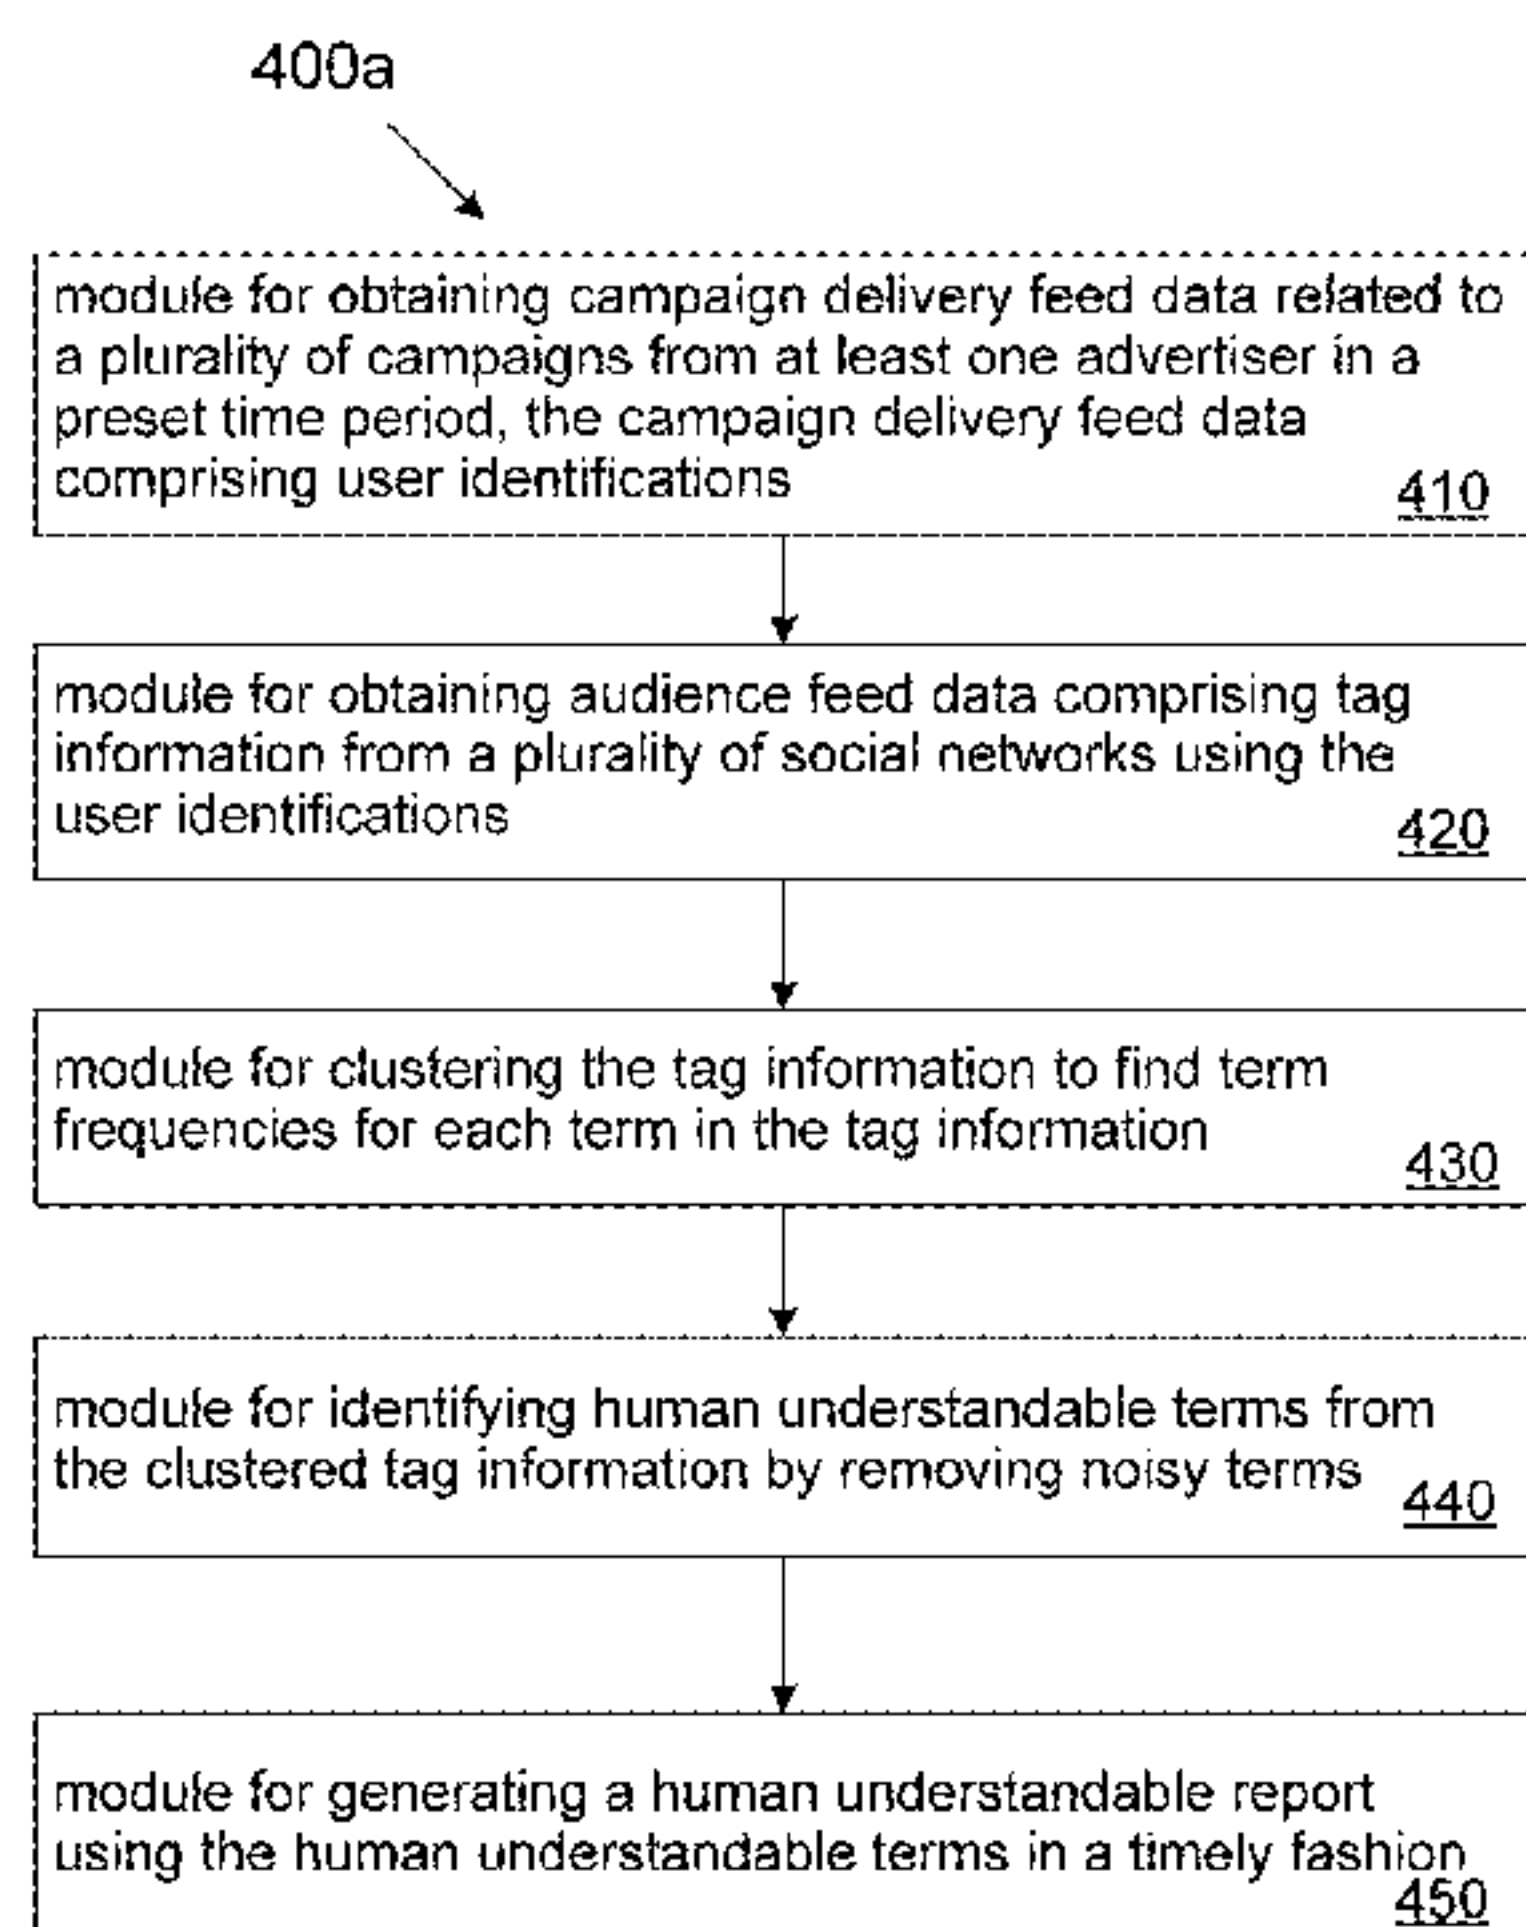 400a
module for obtaining campaign delivery feed data related to
a plurality of campaigns from at least one advertiser in a
preset time period, the campaign delivery feed data
comprising user identifications
410
module for obtaining audience feed data comprising tag
information from a plurality of social networks using the
user identifications
420
module for clustering the tag information to find term
frequencies for each term in the tag information
430
module for identifying human understandable terms from
the clustered tag information by removing noisy terms
440
module for generating a human understandable report
using the human understandable terms in a timely fashion
450